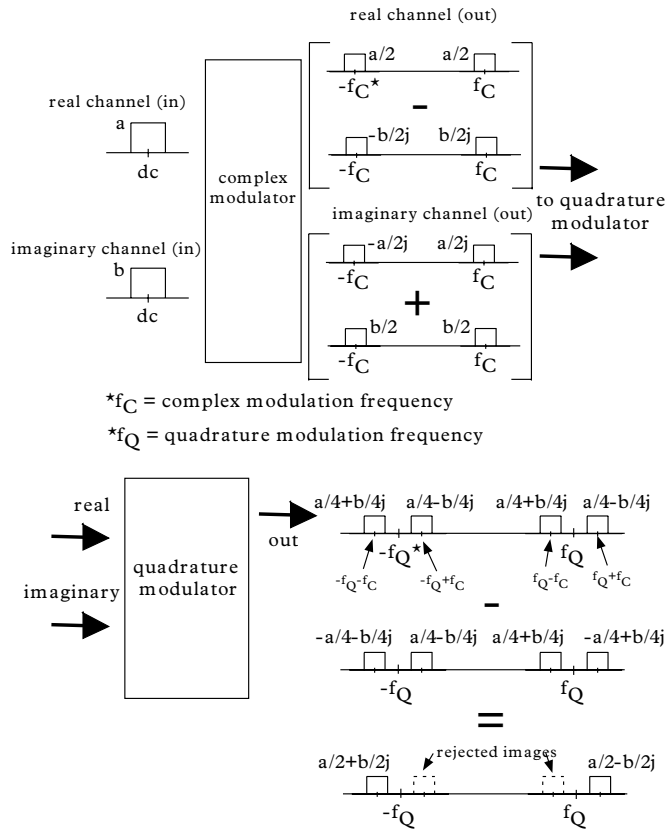 real channel (out)
a/2 a/2
-fC* fC
-
-b/2j b/2j
-fC fC
real channel (in)
a
dc
complex
modulator
to quadrature
modulator
imaginary channel (in)
b
dc
imaginary channel (out)
-a/2j a/2j
-fC fC
+
b/2 b/2
-fC fC
*fC = complex modulation frequency
*fQ = quadrature modulation frequency
real
imaginary
quadrature
modulator
out
a/4+b/4j a/4-b/4j a/4+b/4j a/4-b/4j
-fQ* fQ
-fQ-fC -fQ+fC fQ-fC fQ+fC
-
-a/4-b/4j a/4-b/4j a/4+b/4j -a/4+b/4j
-fQ fQ
=
rejected images
a/2+b/2j a/2-b/2j
-fQ fQ